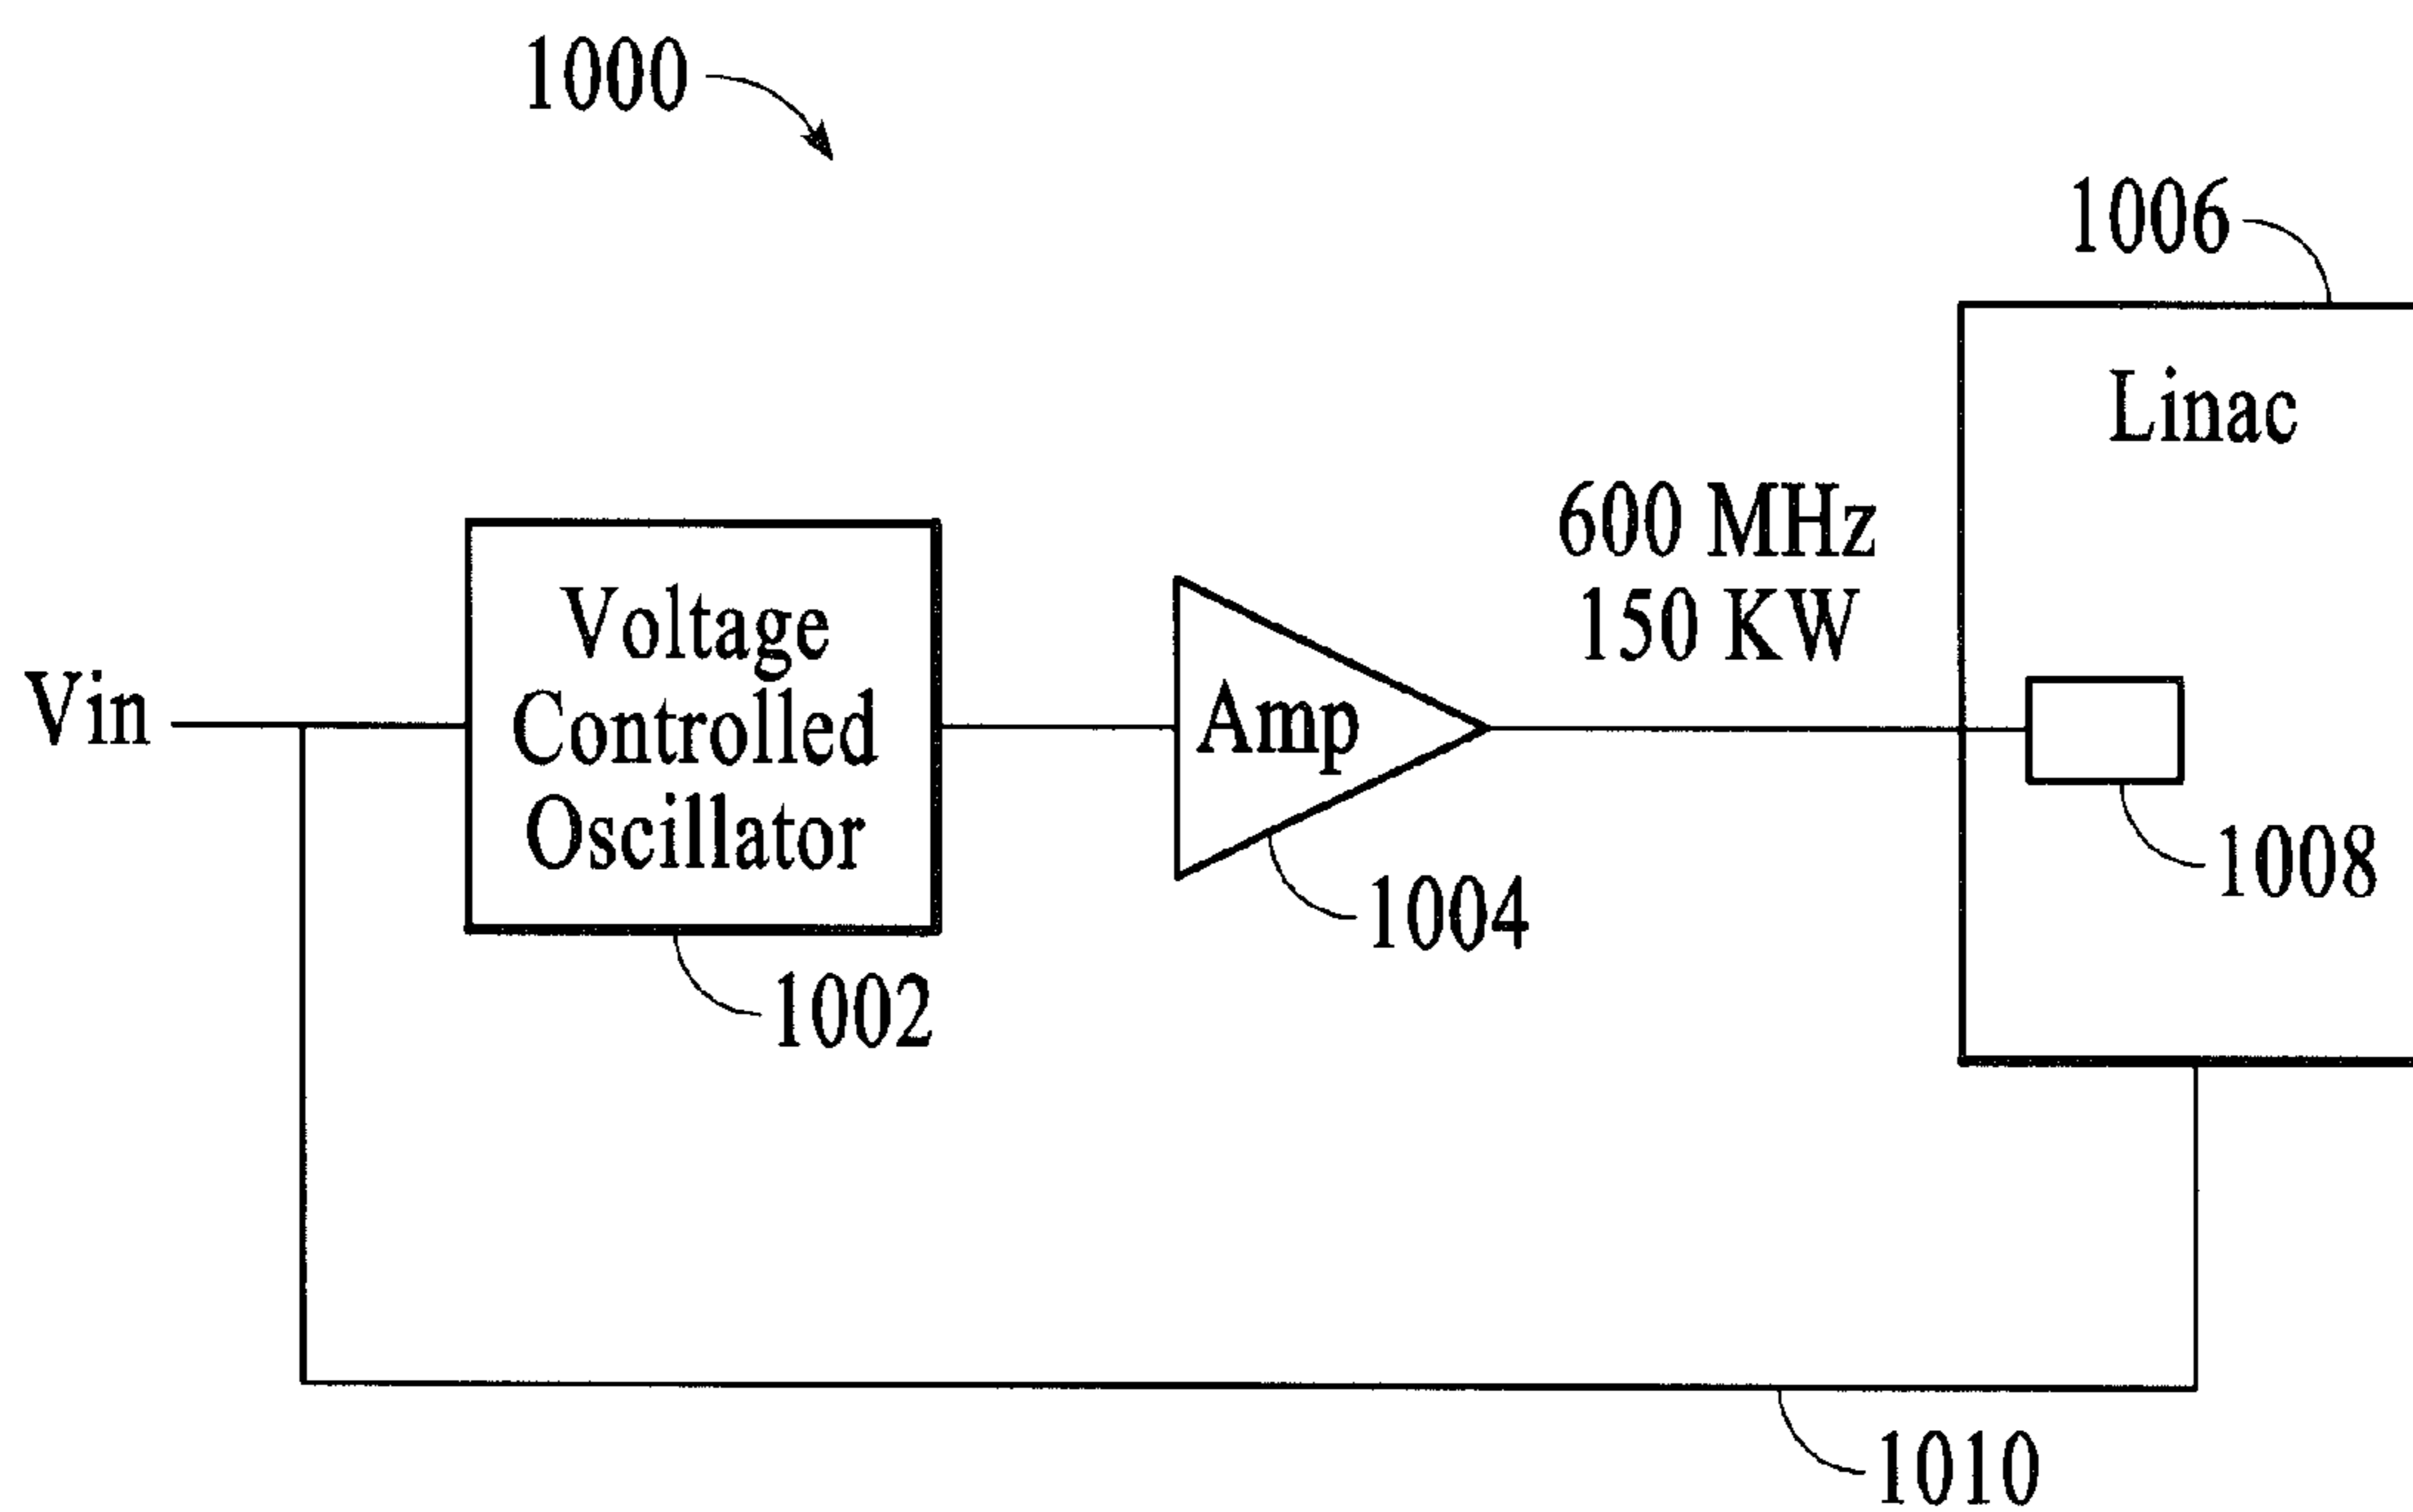 1000
1006
Linac
600 MHz
150 KW
Voltage
Controlled
Oscillator
Vin
Amp
1008
1004
1002
1010